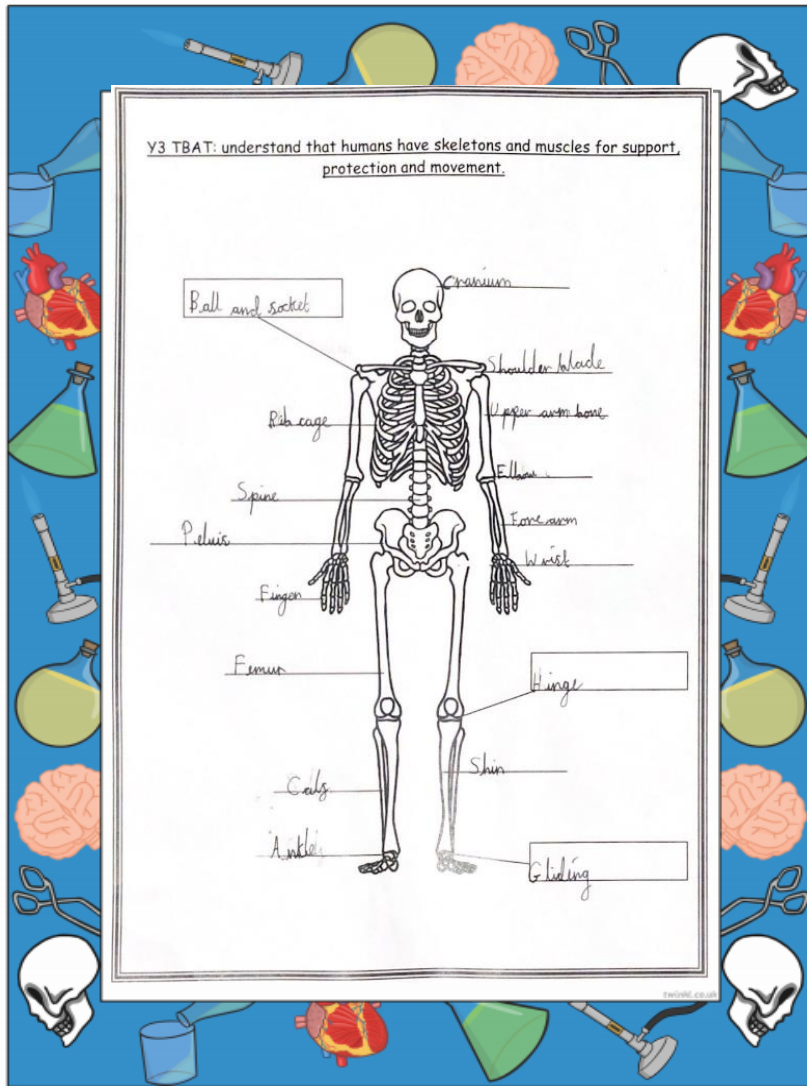 Y3 TBAT: understand that humans have skeletons and muscles for support,
protection and movement.
Cranium
Ball and socket
Shoulder blade
Upper arm bone
Rib cage
Elbow
Spine
Fore arm
Pelvis
Wrist
Finger
Femur
Hinge
Shin
Calf
Ankle
Gliding
twinkl.co.uk